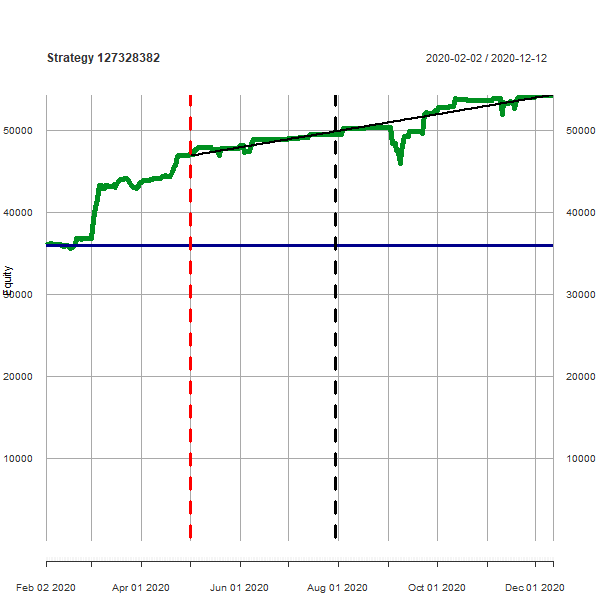 Strategy 127328382
2020-02-02 / 2020-12-12
50000
50000
40000
40000
Equity
30000
30000
20000
20000
10000
10000
Feb 02 2020
Apr 01 2020
Jun 01 2020
Aug 01 2020
Oct 01 2020
Dec 01 2020